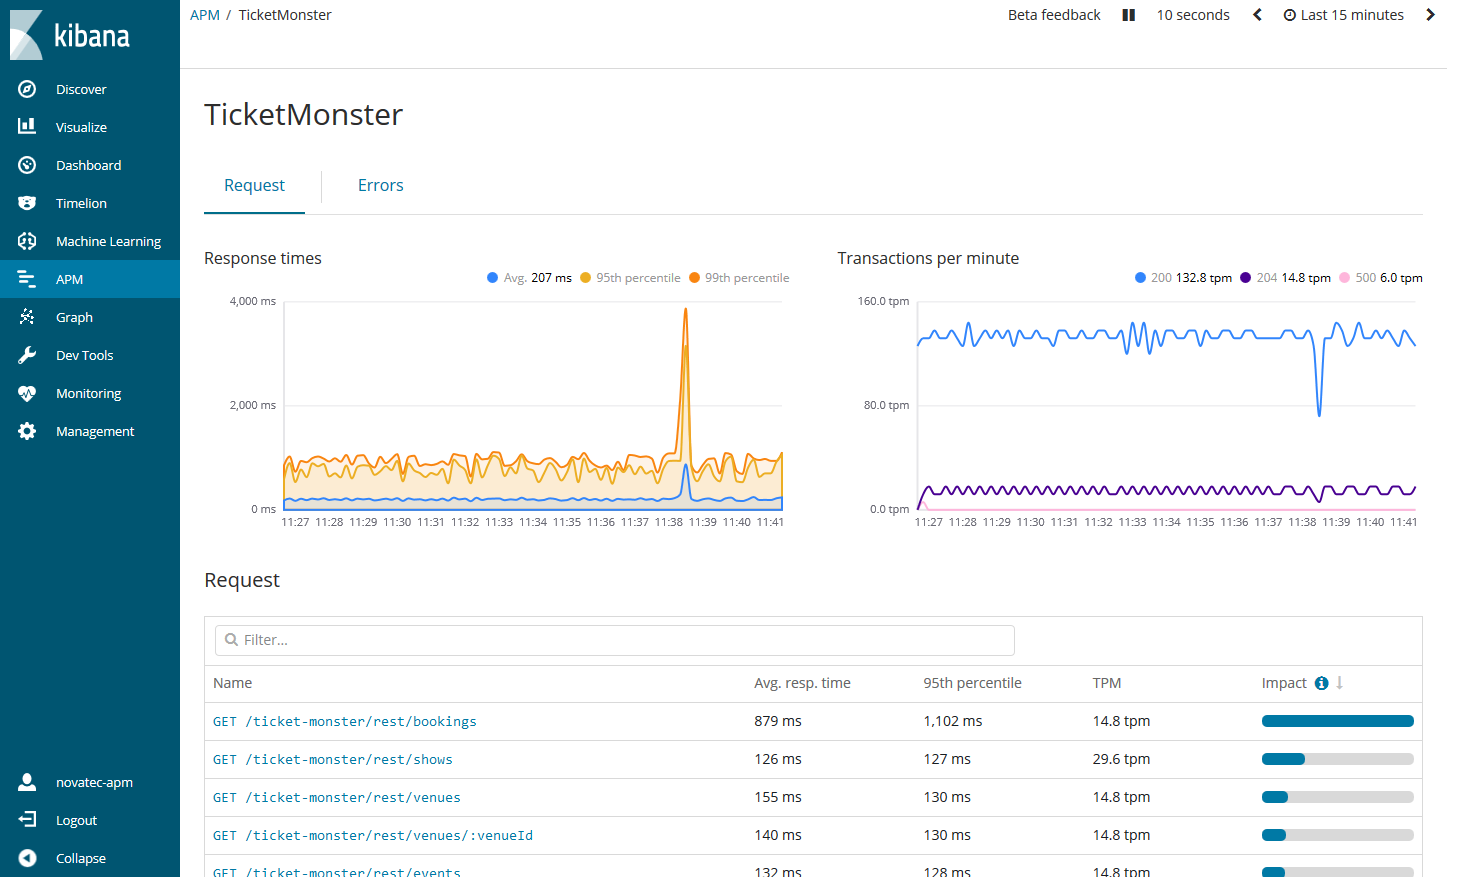 kibana
Discover
Visualize
Dashboard
Timelion
Machine Learning
APM
Graph
Dev Tools
Monitoring
Management
novatec-apm
Logout
Collapse
APM / TicketMonster
Beta feedback 10 seconds Last 15 minutes
TicketMonster
Request Errors
Response times
Avg. 207 ms 95th percentile 99th percentile
4,000 ms
2,000 ms
0 ms
11:27 11:28 11:29 11:30 11:31 11:32 11:33 11:34 11:35 11:36 11:37 11:38 11:39 11:40 11:41
Transactions per minute
200 132.8 tpm 204 14.8 tpm 500 6.0 tpm
160.0 tpm
80.0 tpm
0.0 tpm
11:27 11:28 11:29 11:30 11:31 11:32 11:33 11:34 11:35 11:36 11:37 11:38 11:39 11:40 11:41
Request
Filter...
Name Avg. resp. time 95th percentile TPM Impact
GET /ticket-monster/rest/bookings 879 ms 1,102 ms 14.8 tpm
GET /ticket-monster/rest/shows 126 ms 127 ms 29.6 tpm
GET /ticket-monster/rest/venues 155 ms 130 ms 14.8 tpm
GET /ticket-monster/rest/venues/:venueId 140 ms 130 ms 14.8 tpm
GET /ticket-monster/rest/events 132 ms 128 ms 14.8 tpm